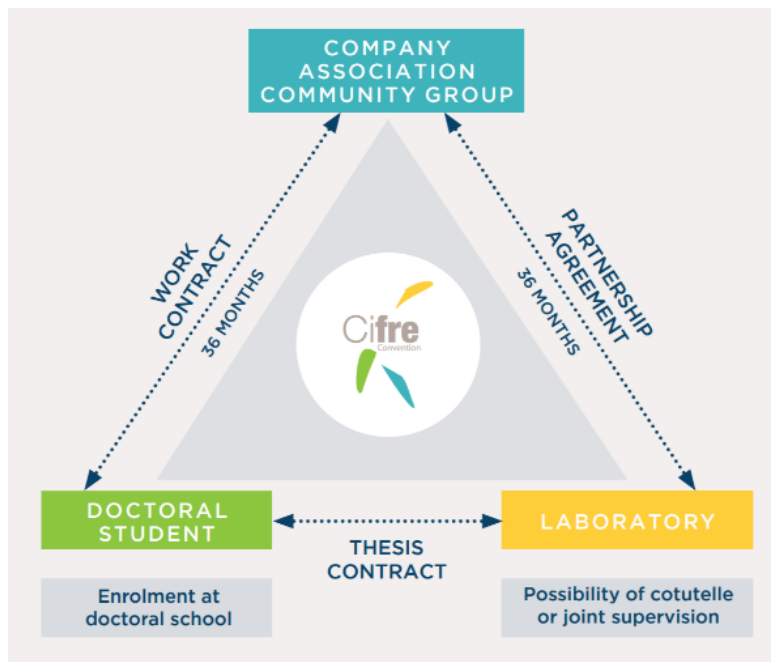 COMPANY
ASSOCIATION
COMMUNITY GROUP
WORK
CONTRACT
36 MONTHS
PARTNERSHIP
AGREEMENT
36 MONTHS
Cifre
Convention
DOCTORAL
STUDENT
THESIS
CONTRACT
LABORATORY
Enrolment at
doctoral school
Possibility of cotutelle
or joint supervision